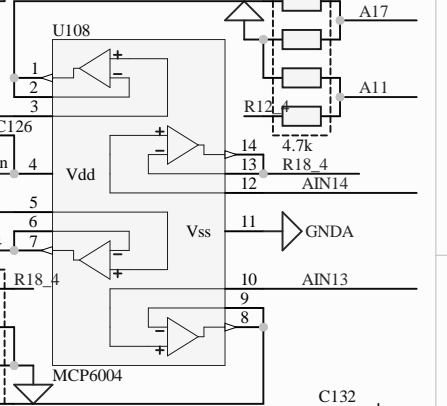 A17
U108
1
2
A11
3
R12_4
C126
4.7k
14
n
13
R18_4
4
Vdd
12
AIN14
5
6
11
Vss
GNDA
7
R18_4
10
AIN13
9
8
MCP6004
C132